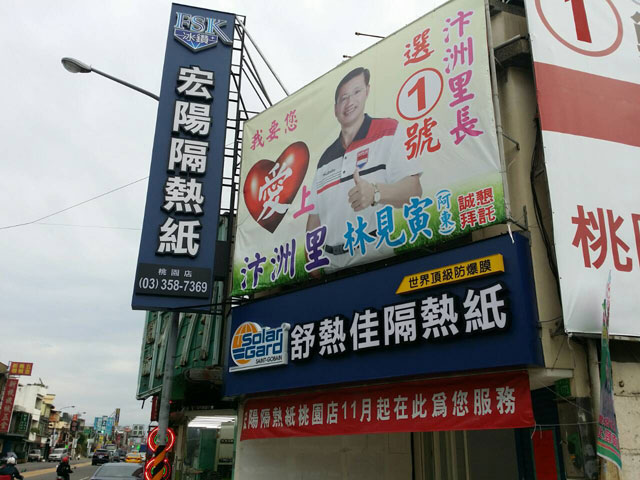 FSK
冰鑽
宏陽隔熱紙
桃園店
(03) 358-7369
我要您
愛
上
汴洲里
選
1
號
汴洲里長
林見寅
(阿東)
誠懇
拜託
世界頂級防爆膜
Solar
Gard
SAINT-GOBAIN
舒熱佳隔熱紙
宏陽隔熱紙桃園店11月起在此為您服務
1
桃